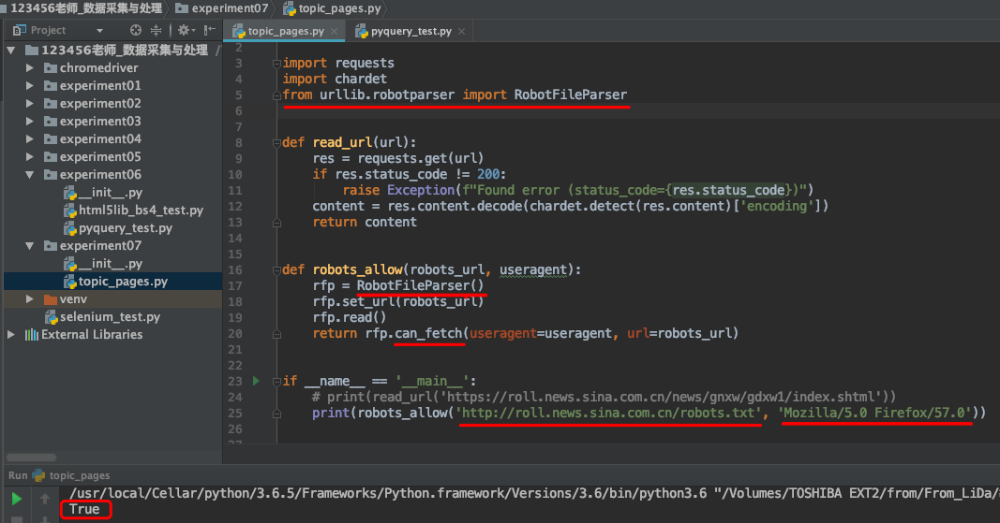 123456老师_数据采集与处理 experiment07 topic_pages.py
Project
topic_pages.py pyquery_test.py
123456老师_数据采集与处理
chromedriver
experiment01
experiment02
experiment03
experiment04
experiment05
experiment06
__init__.py
html5lib_bs4_test.py
pyquery_test.py
experiment07
__init__.py
topic_pages.py
venv
selenium_test.py
External Libraries
2
3 import requests
4 import chardet
5 from urllib.robotparser import RobotFileParser
6
7
8 def read_url(url):
9 res = requests.get(url)
10 if res.status_code != 200:
11 raise Exception(f"Found error (status_code={res.status_code})")
12 content = res.content.decode(chardet.detect(res.content)['encoding'])
13 return content
14
15
16 def robots_allow(robots_url, useragent):
17 rfp = RobotFileParser()
18 rfp.set_url(robots_url)
19 rfp.read()
20 return rfp.can_fetch(useragent=useragent, url=robots_url)
21
22
23 if __name__ == '__main__':
24 # print(read_url('https://roll.news.sina.com.cn/news/gnxw/gdxw1/index.shtml'))
25 print(robots_allow('http://roll.news.sina.com.cn/robots.txt', 'Mozilla/5.0 Firefox/57.0'))
26
Run topic_pages
/usr/local/Cellar/python/3.6.5/Frameworks/Python.framework/Versions/3.6/bin/python3.6 "/Volumes/TOSHIBA EXT2/from/From_LiDa/
True